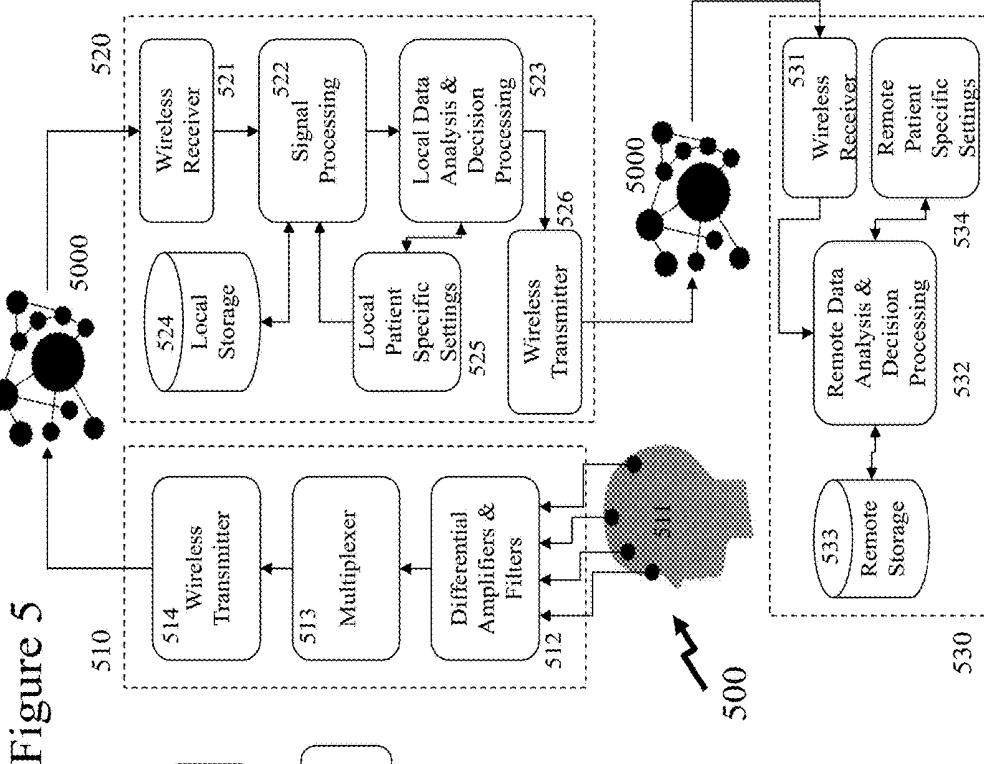 Figure 5
510
514
Wireless
Transmitter
513
Multiplexer
Differential
Amplifiers &
Filters
512
511
500
5000
520
Wireless
Receiver
521
522
Signal
Processing
Local Data
Analysis &
Decision
Processing
523
524
Local
Storage
Local
Patient
Specific
Settings
525
Wireless
Transmitter
526
5000
530
531
Wireless
Receiver
Remote
Patient
Specific
Settings
534
Remote Data
Analysis &
Decision
Processing
532
533
Remote
Storage